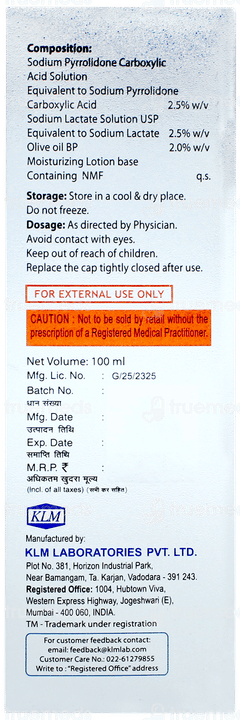 Composition:
Sodium Pyrrolidone Carboxylic
Acid Solution
Equivalent to Sodium Pyrrolidone
Carboxylic Acid 2.5% w/v
Sodium Lactate Solution USP
Equivalent to Sodium Lactate 2.5% w/v
Olive oil BP 2.0% w/v
Moisturizing Lotion base
Containing NMF q.s.
Storage: Store in a cool & dry place.
Do not freeze.
Dosage: As directed by Physician.
Avoid contact with eyes.
Keep out of reach of children.
Replace the cap tightly closed after use.
FOR EXTERNAL USE ONLY
CAUTION : Not to be sold by retail without the
prescription of a Registered Medical Practitioner.
Net Volume: 100 ml
Mfg. Lic. No. : G/25/2325
Batch No. :
धान संख्या
Mfg. Date :
उत्पादन तिथि
Exp. Date :
समाप्ति तिथि
M.R.P. ₹ :
अधिकतम खुदरा मूल्य
(Incl. of all taxes) (सभी कर सहित)
KLM
Manufactured by:
KLM LABORATORIES PVT. LTD.
Plot No. 381, Horizon Industrial Park,
Near Bamangam, Ta. Karjan, Vadodara - 391 243.
Registered Office: 1004, Hubtown Viva,
Western Express Highway, Jogeshwari (E),
Mumbai - 400 060, INDIA.
TM - Trademark under registration
For customer feedback contact:
email: feedback@klmlab.com
Customer Care No.: 022-61279855
Write to : "Registered Office" address
truemeds